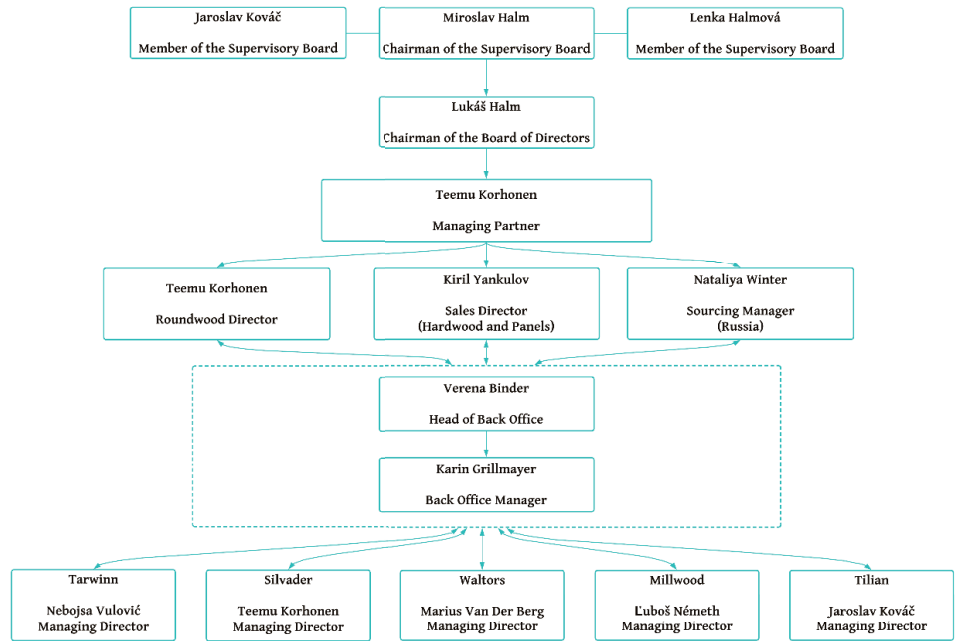 Jaroslav Kováč
Member of the Supervisory Board
Miroslav Halm
Chairman of the Supervisory Board
Lenka Halmová
Member of the Supervisory Board
Lukáš Halm
Chairman of the Board of Directors
Teemu Korhonen
Managing Partner
Teemu Korhonen
Roundwood Director
Kiril Yankulov
Sales Director
(Hardwood and Panels)
Nataliya Winter
Sourcing Manager
(Russia)
Verena Binder
Head of Back Office
Karin Grillmayer
Back Office Manager
Tarwinn
Nebojsa Vulović
Managing Director
Silvader
Teemu Korhonen
Managing Director
Waltors
Marius Van Der Berg
Managing Director
Millwood
Ľuboš Németh
Managing Director
Tilian
Jaroslav Kováč
Managing Director